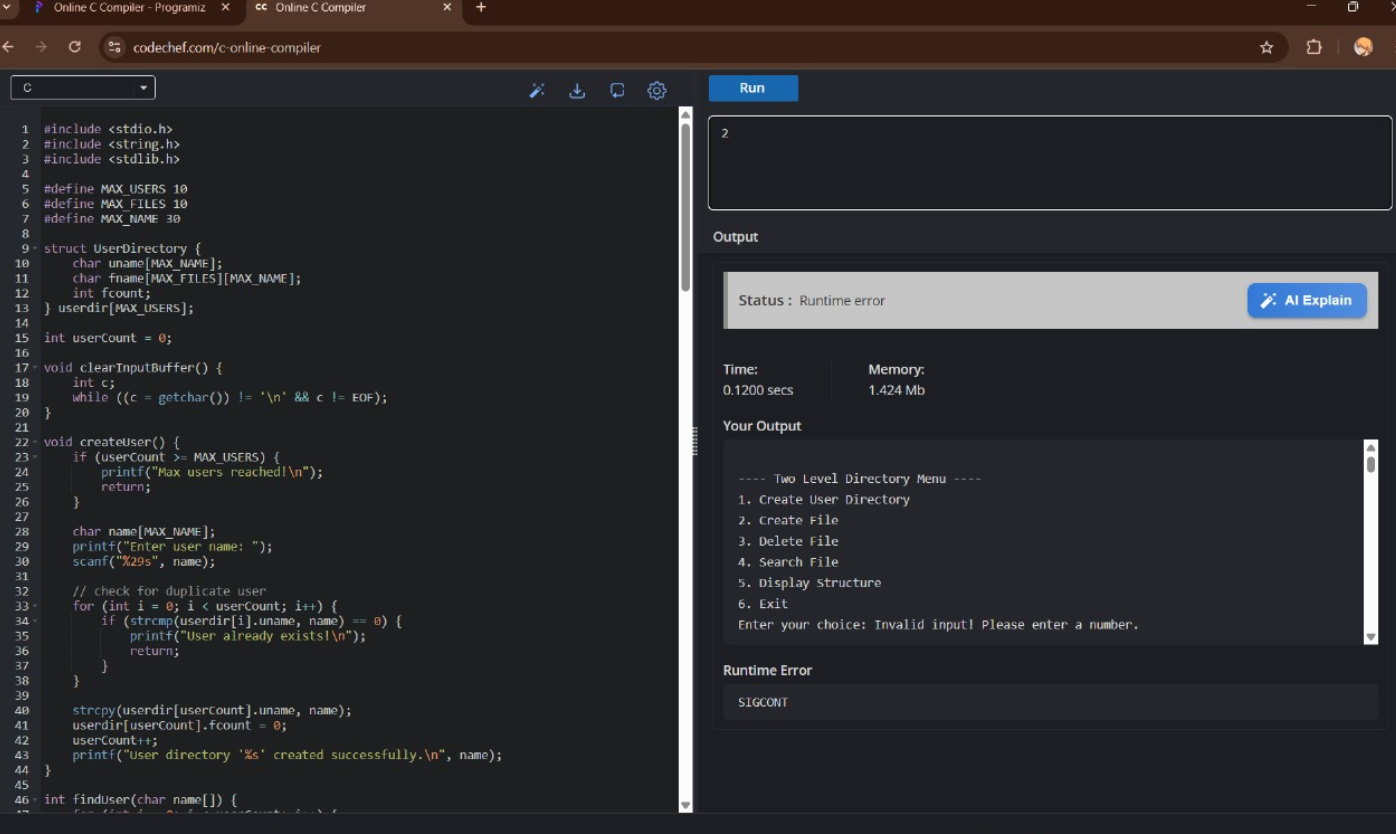 Online C Compiler - Programiz
cc Online C Compiler
codechef.com/c-online-compiler
C
Run
1 #include <stdio.h>
2 #include <string.h>
3 #include <stdlib.h>
4
5 #define MAX_USERS 10
6 #define MAX_FILES 10
7 #define MAX_NAME 30
8
9 struct UserDirectory {
10 char uname[MAX_NAME];
11 char fname[MAX_FILES][MAX_NAME];
12 int fcount;
13 } userdir[MAX_USERS];
14
15 int userCount = 0;
16
17 void clearInputBuffer() {
18 int c;
19 while ((c = getchar()) != '\n' && c != EOF);
20 }
21
22 void createUser() {
23 if (userCount >= MAX_USERS) {
24 printf("Max users reached!\n");
25 return;
26 }
27
28 char name[MAX_NAME];
29 printf("Enter user name: ");
30 scanf("%29s", name);
31
32 // check for duplicate user
33 for (int i = 0; i < userCount; i++) {
34 if (strcmp(userdir[i].uname, name) == 0) {
35 printf("User already exists!\n");
36 return;
37 }
38 }
39
40 strcpy(userdir[userCount].uname, name);
41 userdir[userCount].fcount = 0;
42 userCount++;
43 printf("User directory '%s' created successfully.\n", name);
44 }
45
46 int findUser(char name[]) {
2
Output
Status : Runtime error
AI Explain
Time:
0.1200 secs
Memory:
1.424 Mb
Your Output
---- Two Level Directory Menu ----
1. Create User Directory
2. Create File
3. Delete File
4. Search File
5. Display Structure
6. Exit
Enter your choice: Invalid input! Please enter a number.
Runtime Error
SIGCONT